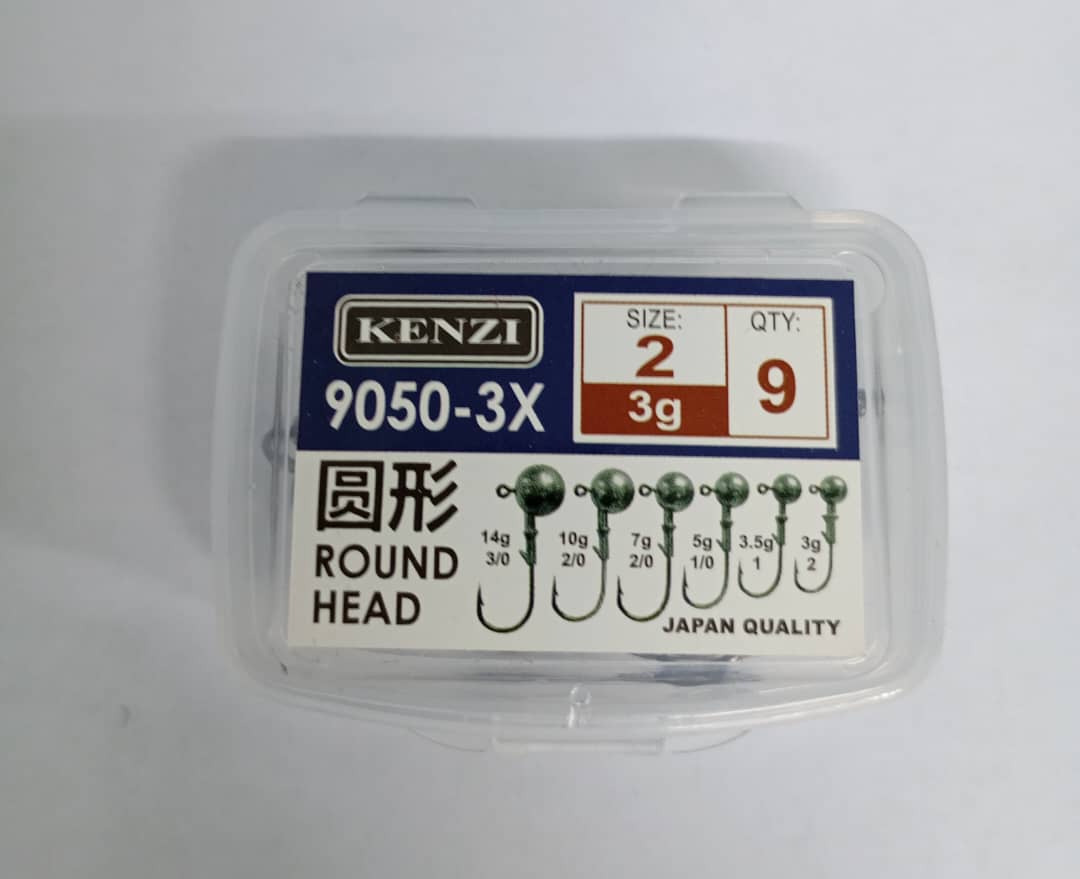 KENZI
9050-3X
SIZE:
2
3g
QTY:
9
圆形
ROUND
HEAD
14g
3/0
10g
2/0
7g
2/0
5g
1/0
3.5g
1
3g
2
JAPAN QUALITY